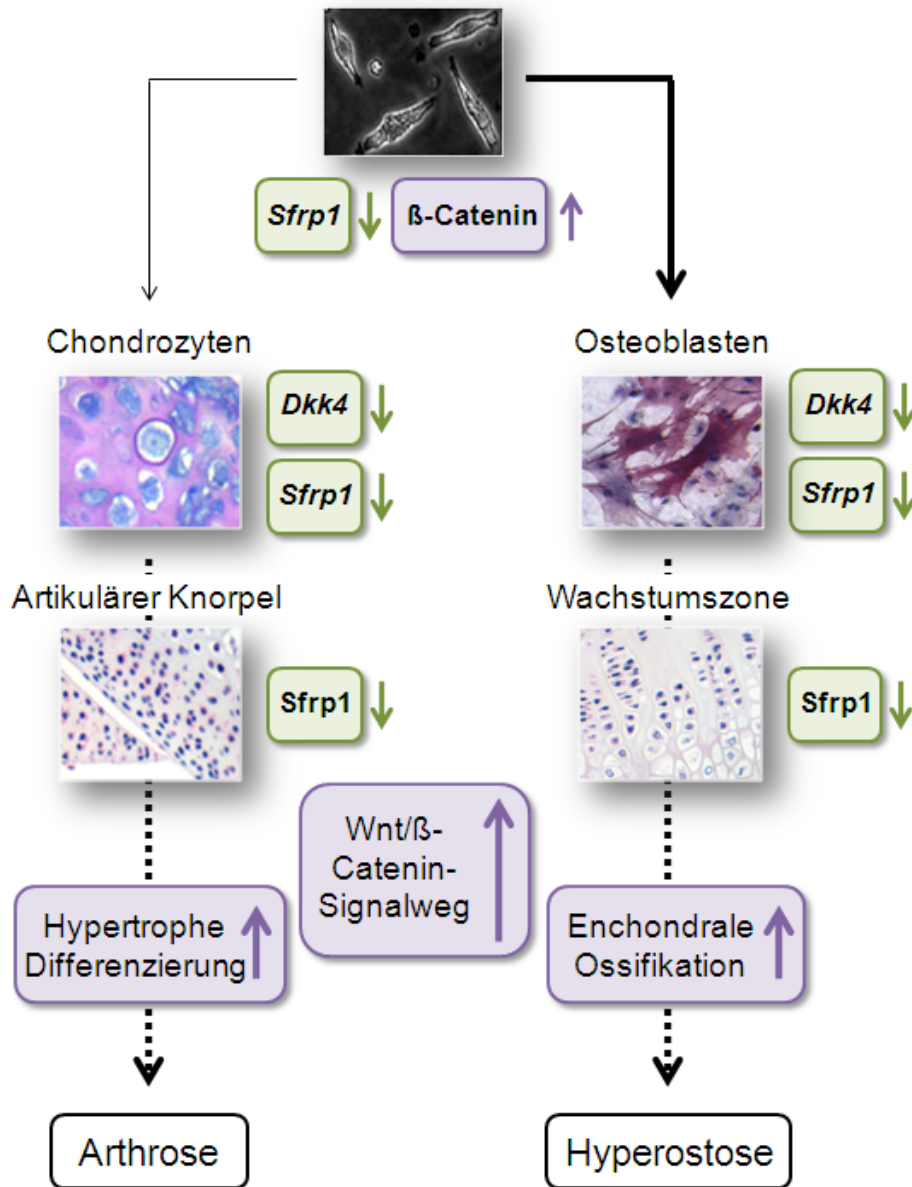 Sfrp1 ß-Catenin
Chondrozyten
Osteoblasten
Dkk4
Sfrp1
Dkk4
Sfrp1
Artikulärer Knorpel
Wachstumszone
Sfrp1
Sfrp1
Wnt/ß-
Catenin-
Signalweg
Hypertrophe
Differenzierung
Enchondrale
Ossifikation
Arthrose
Hyperostose